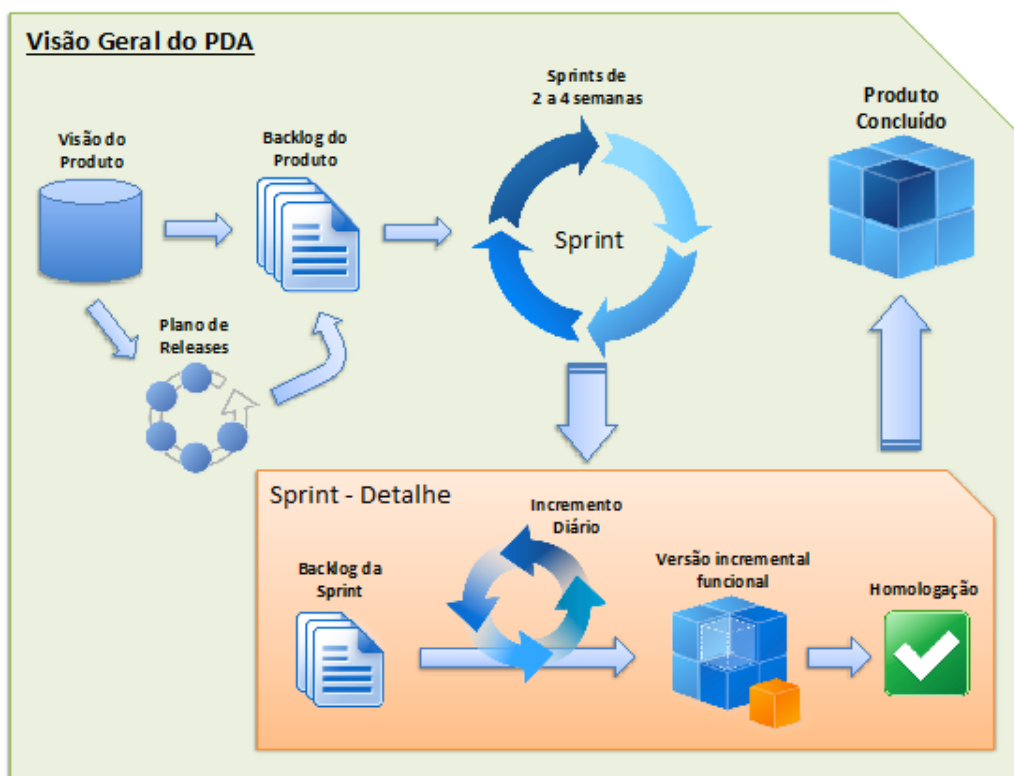 Visão Geral do PDA
Visão do
Produto
Backlog do
Produto
Sprints de
2 a 4 semanas
Sprint
Produto
Concluído
Plano de
Releases
Sprint - Detalhe
Backlog da
Sprint
Incremento
Diário
Versão incremental
funcional
Homologação